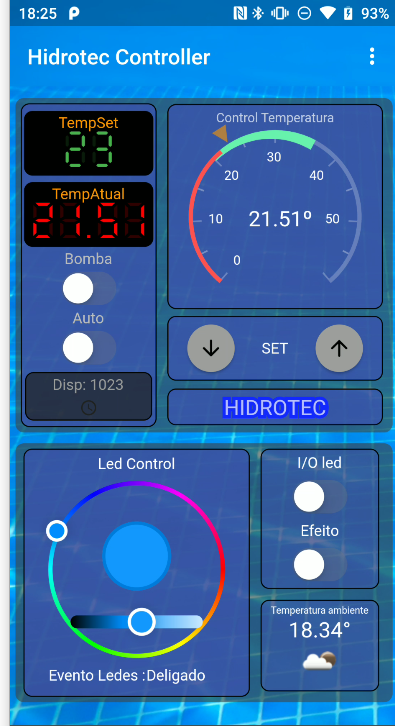 18:25
93%
Hidrotec Controller
TempSet
23
TempAtual
21.51
Bomba
Auto
Disp: 1023
Control Temperatura
0
10
20
30
40
50
21.51º
SET
HIDROTEC
Led Control
Evento Ledes :Deligado
I/O led
Efeito
Temperatura ambiente
18.34°